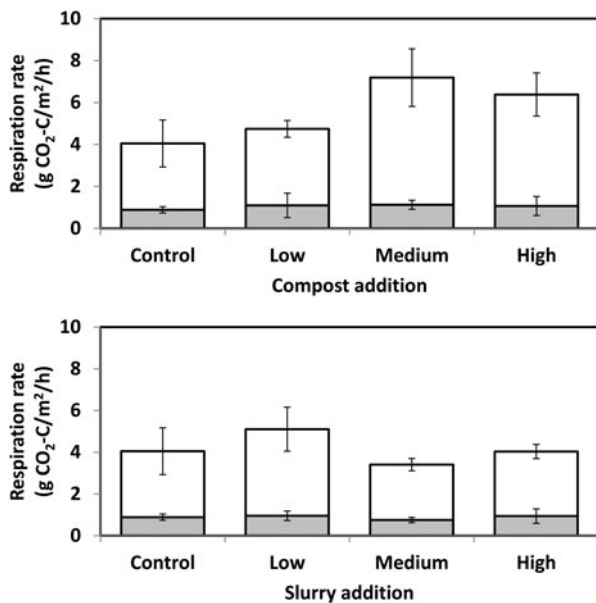 Respiration rate
(g CO₂-C/m²/h)
10
8
6
4
2
0
Control Low Medium High
Compost addition
Respiration rate
(g CO₂-C/m²/h)
10
8
6
4
2
0
Control Low Medium High
Slurry addition